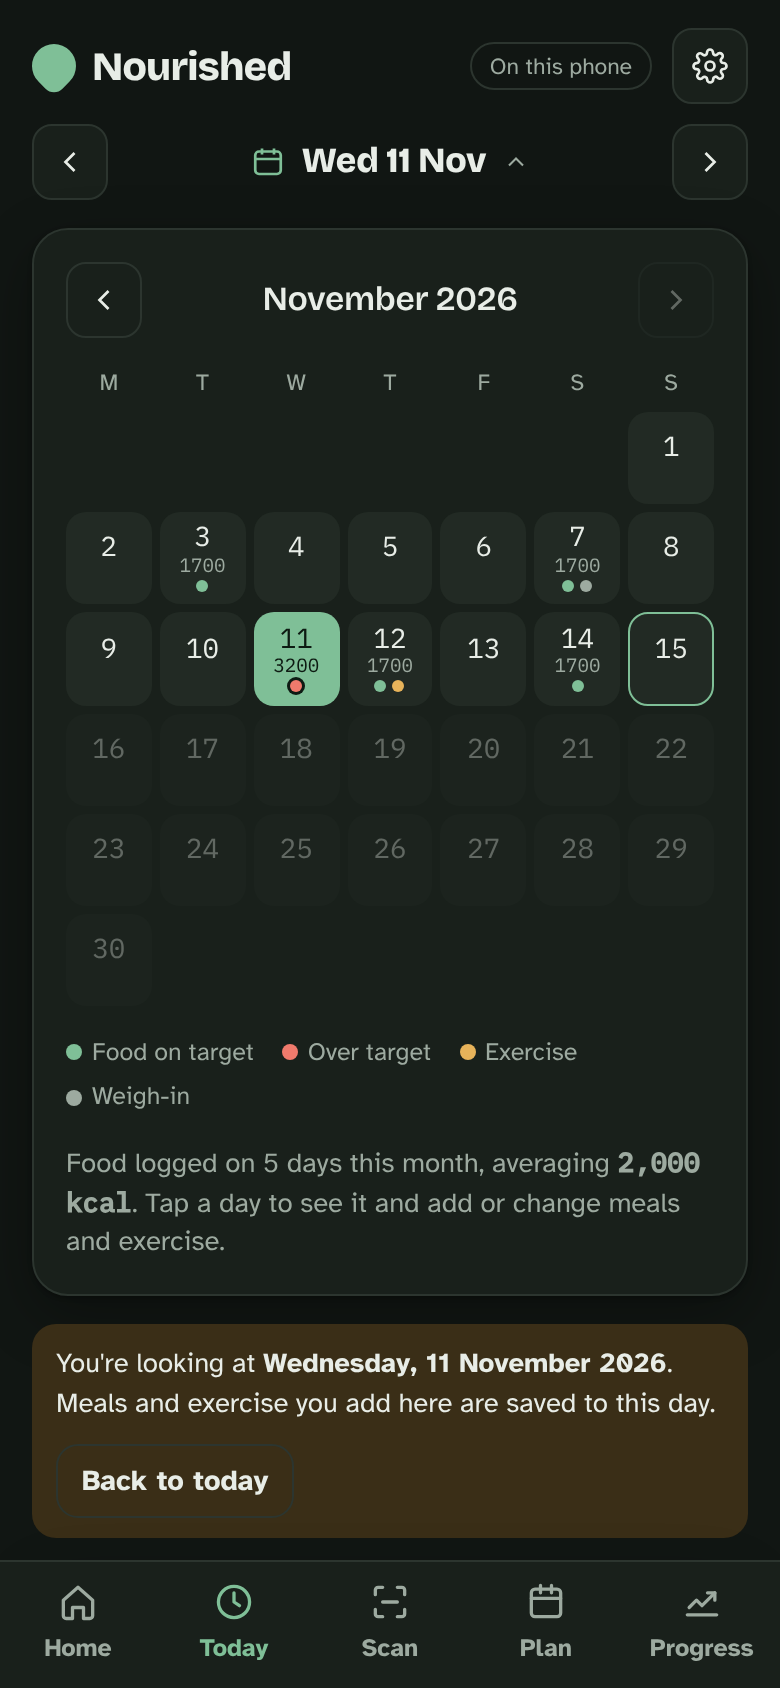 Nourished
On this phone
Wed 11 Nov
November 2026
M T W T F S S
1
2 3 4 5 6 7 8
1700 1700
9 10 11 12 13 14 15
3200 1700 1700
16 17 18 19 20 21 22
23 24 25 26 27 28 29
30
Food on target Over target Exercise
Weigh-in
Food logged on 5 days this month, averaging 2,000
kcal. Tap a day to see it and add or change meals
and exercise.
You're looking at Wednesday, 11 November 2026.
Meals and exercise you add here are saved to this day.
Back to today
Home Today Scan Plan Progress